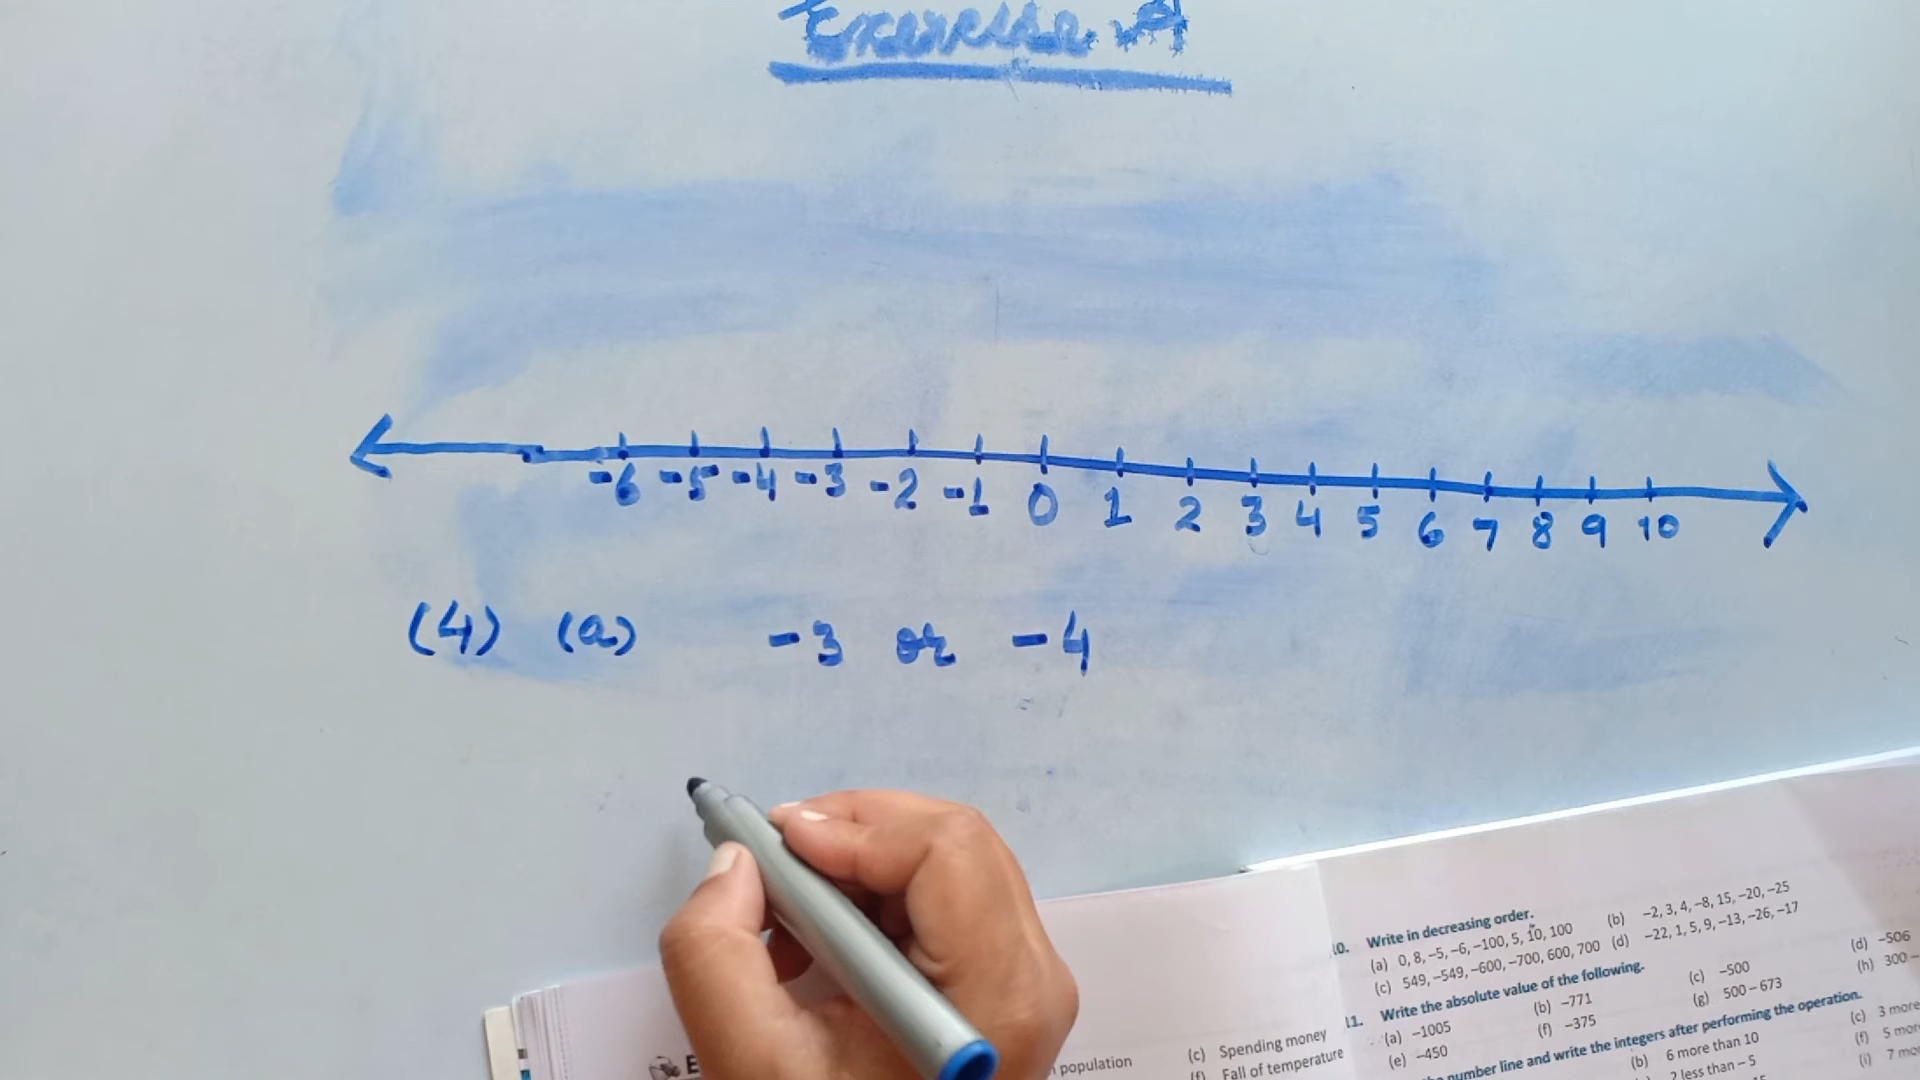 Exercise A
-6 -5 -4 -3 -2 -1 0 1 2 3 4 5 6 7 8 9 10
(4) (a) -3 or -4
population
(c) Spending money
Fall of temperature
10. Write in decreasing order.
(a) 0, 8, -5, -6, -100, 5, 10, 100 (b) -2, 3, 4, -8, 15, -20, -25
(c) 549, -549, -600, -700, 600, 700 (d) -22, 1, 5, 9, -13, -26, -17
11. Write the absolute value of the following.
(a) -1005 (b) -771 (c) -500 (d) -506
(e) -450 (f) -375 (g) 500 – 673 (h) 300 –
number line and write the integers after performing the operation.
(b) 6 more than 10 (c) 3 more
2 less than – 5 (f) 5 more
(i) 7 mo